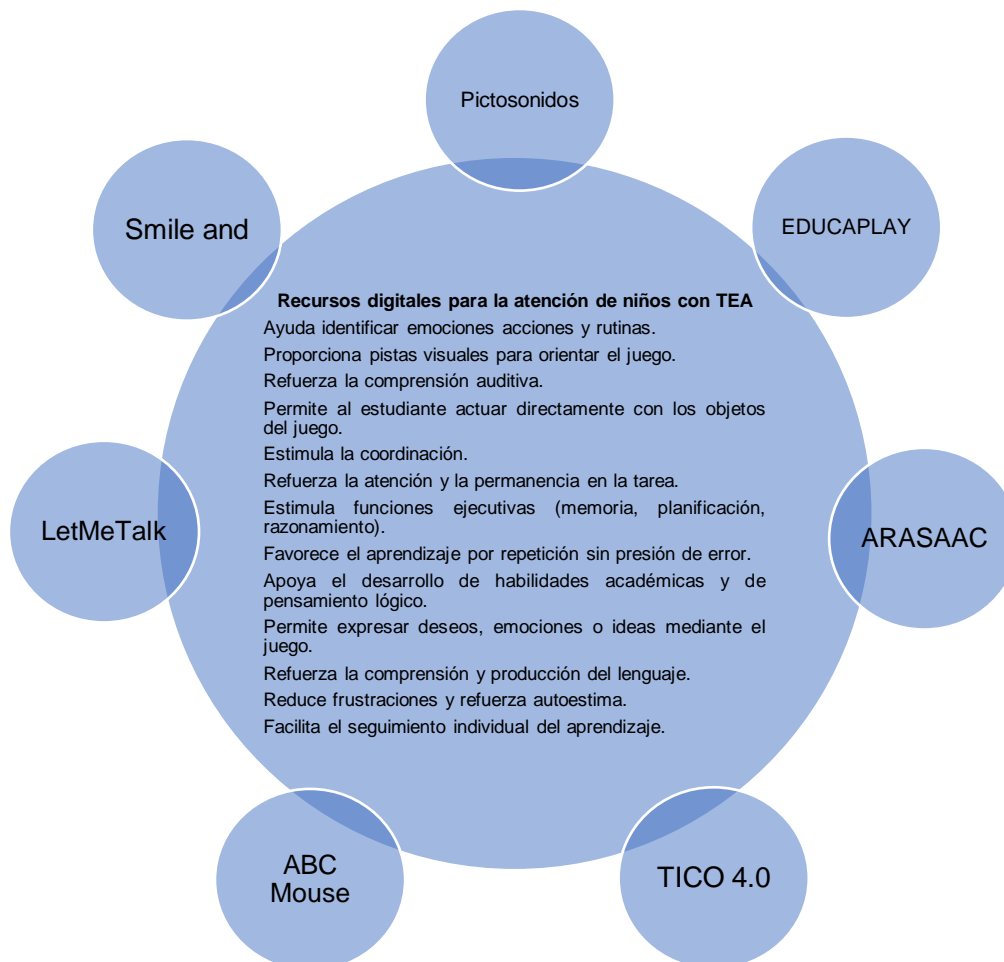 Pictosonidos
Smile and
EDUCAPLAY
Recursos digitales para la atención de niños con TEA
Ayuda identificar emociones acciones y rutinas.
Proporciona pistas visuales para orientar el juego.
Refuerza la comprensión auditiva.
Permite al estudiante actuar directamente con los objetos
del juego.
Estimula la coordinación.
Refuerza la atención y la permanencia en la tarea.
Estimula funciones ejecutivas (memoria, planificación,
razonamiento).
Favorece el aprendizaje por repetición sin presión de error.
Apoya el desarrollo de habilidades académicas y de
pensamiento lógico.
Permite expresar deseos, emociones o ideas mediante el
juego.
Refuerza la comprensión y producción del lenguaje.
Reduce frustraciones y refuerza autoestima.
Facilita el seguimiento individual del aprendizaje.
LetMeTalk
ARASAAC
ABC
Mouse
TICO 4.0